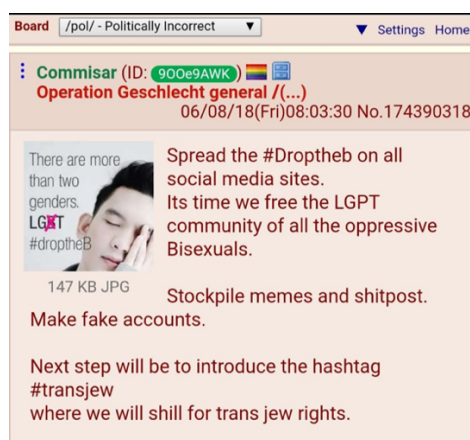 Board /pol/ - Politically Incorrect ▼ ▼ Settings Home
Commisar (ID: 9OOe9AWK)
Operation Geschlecht general /(...)
06/08/18(Fri)08:03:30 No.174390318
There are more
than two
genders.
LGBT
#droptheB
147 KB JPG
Spread the #Droptheb on all
social media sites.
Its time we free the LGPT
community of all the oppressive
Bisexuals.
Stockpile memes and shitpost.
Make fake accounts.
Next step will be to introduce the hashtag
#transjew
where we will shill for trans jew rights.